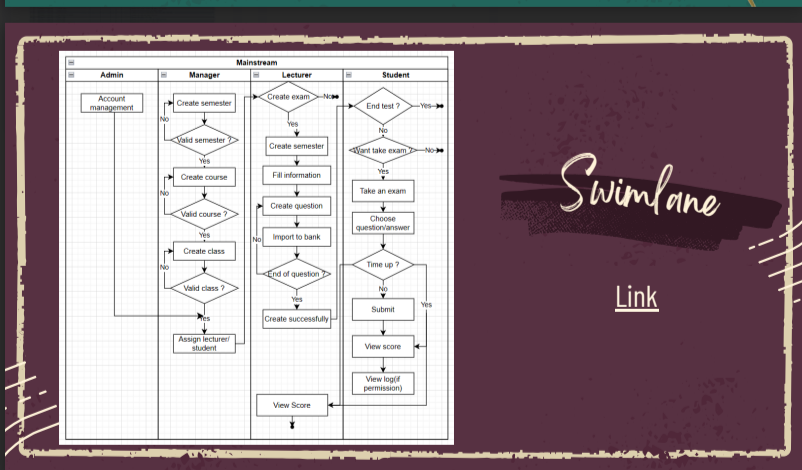 Mainstream
Admin
Manager
Lecturer
Student
Account
management
Create semester
No
Valid semester ?
Yes
Create course
No
Valid course ?
Yes
Create class
No
Valid class ?
Yes
Assign lecturer/
student
Create exam
No
Yes
Create semester
Fill information
Create question
Import to bank
No
End of question ?
Yes
Create successfully
View Score
End test ?
Yes
No
Want take exam ?
No
Yes
Take an exam
Choose
question/answer
Time up ?
No
Yes
Submit
View score
View log(if
permission)
Swimlane
Link